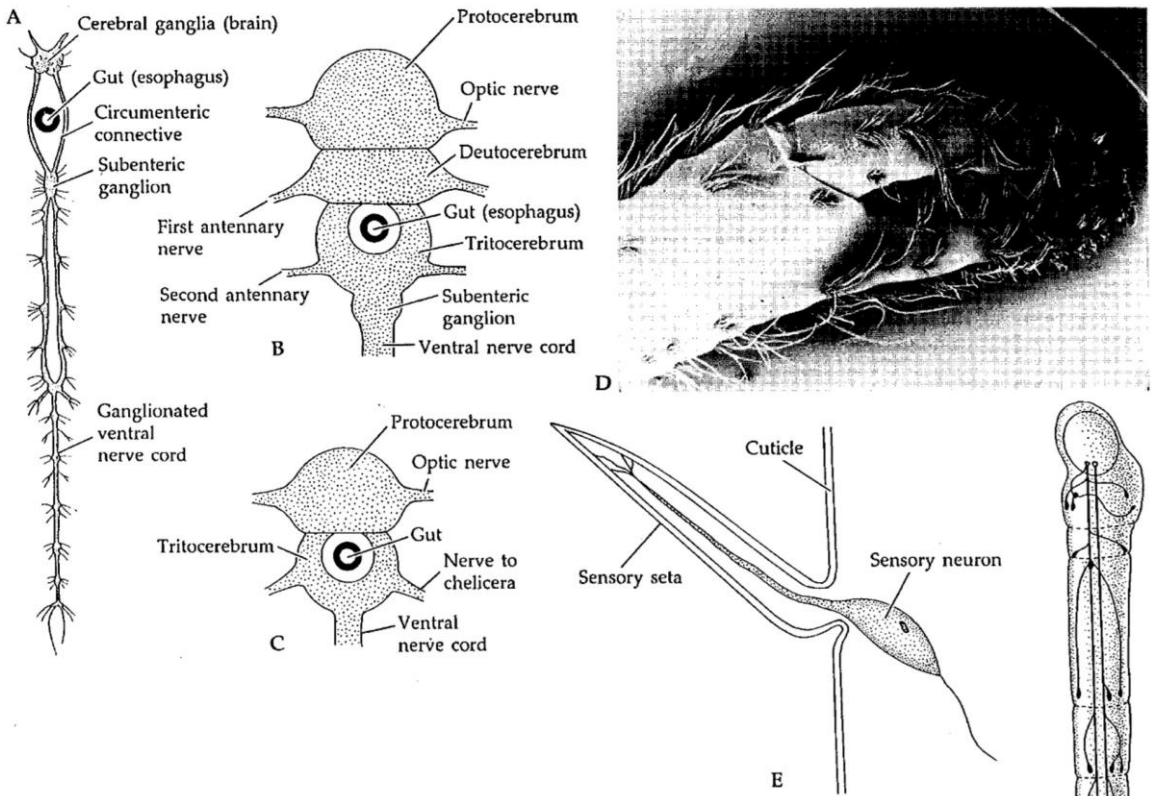 A
Cerebral ganglia (brain)
Gut (esophagus)
Circumenteric
connective
Subenteric
ganglion
Ganglionated
ventral
nerve cord
Protocerebrum
Optic nerve
Deutocerebrum
Gut (esophagus)
First antennary
nerve
Tritocerebrum
Second antennary
nerve
Subenteric
ganglion
Ventral nerve cord
B
Protocerebrum
Optic nerve
Tritocerebrum
Gut
Nerve to
chelicera
Ventral
nerve cord
C
D
Cuticle
Sensory seta
Sensory neuron
E